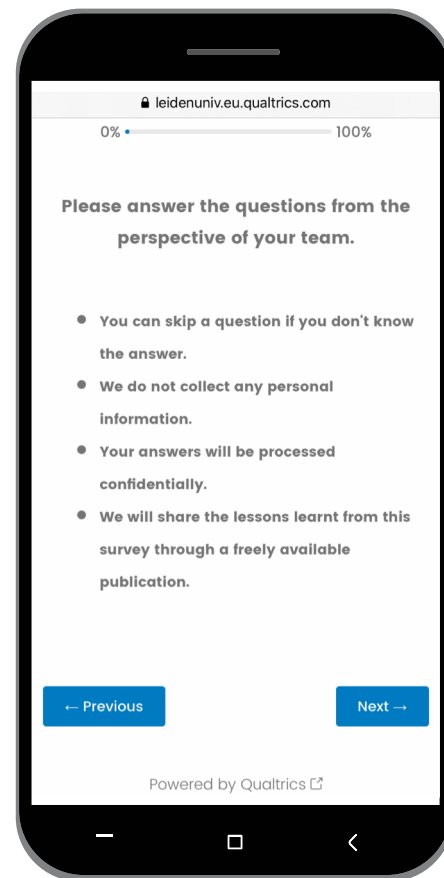 leidenuniv.eu.qualtrics.com
0% 100%
Please answer the questions from the
perspective of your team.
• You can skip a question if you don't know
the answer.
• We do not collect any personal
information.
• Your answers will be processed
confidentially.
• We will share the lessons learnt from this
survey through a freely available
publication.
← Previous Next →
Powered by Qualtrics